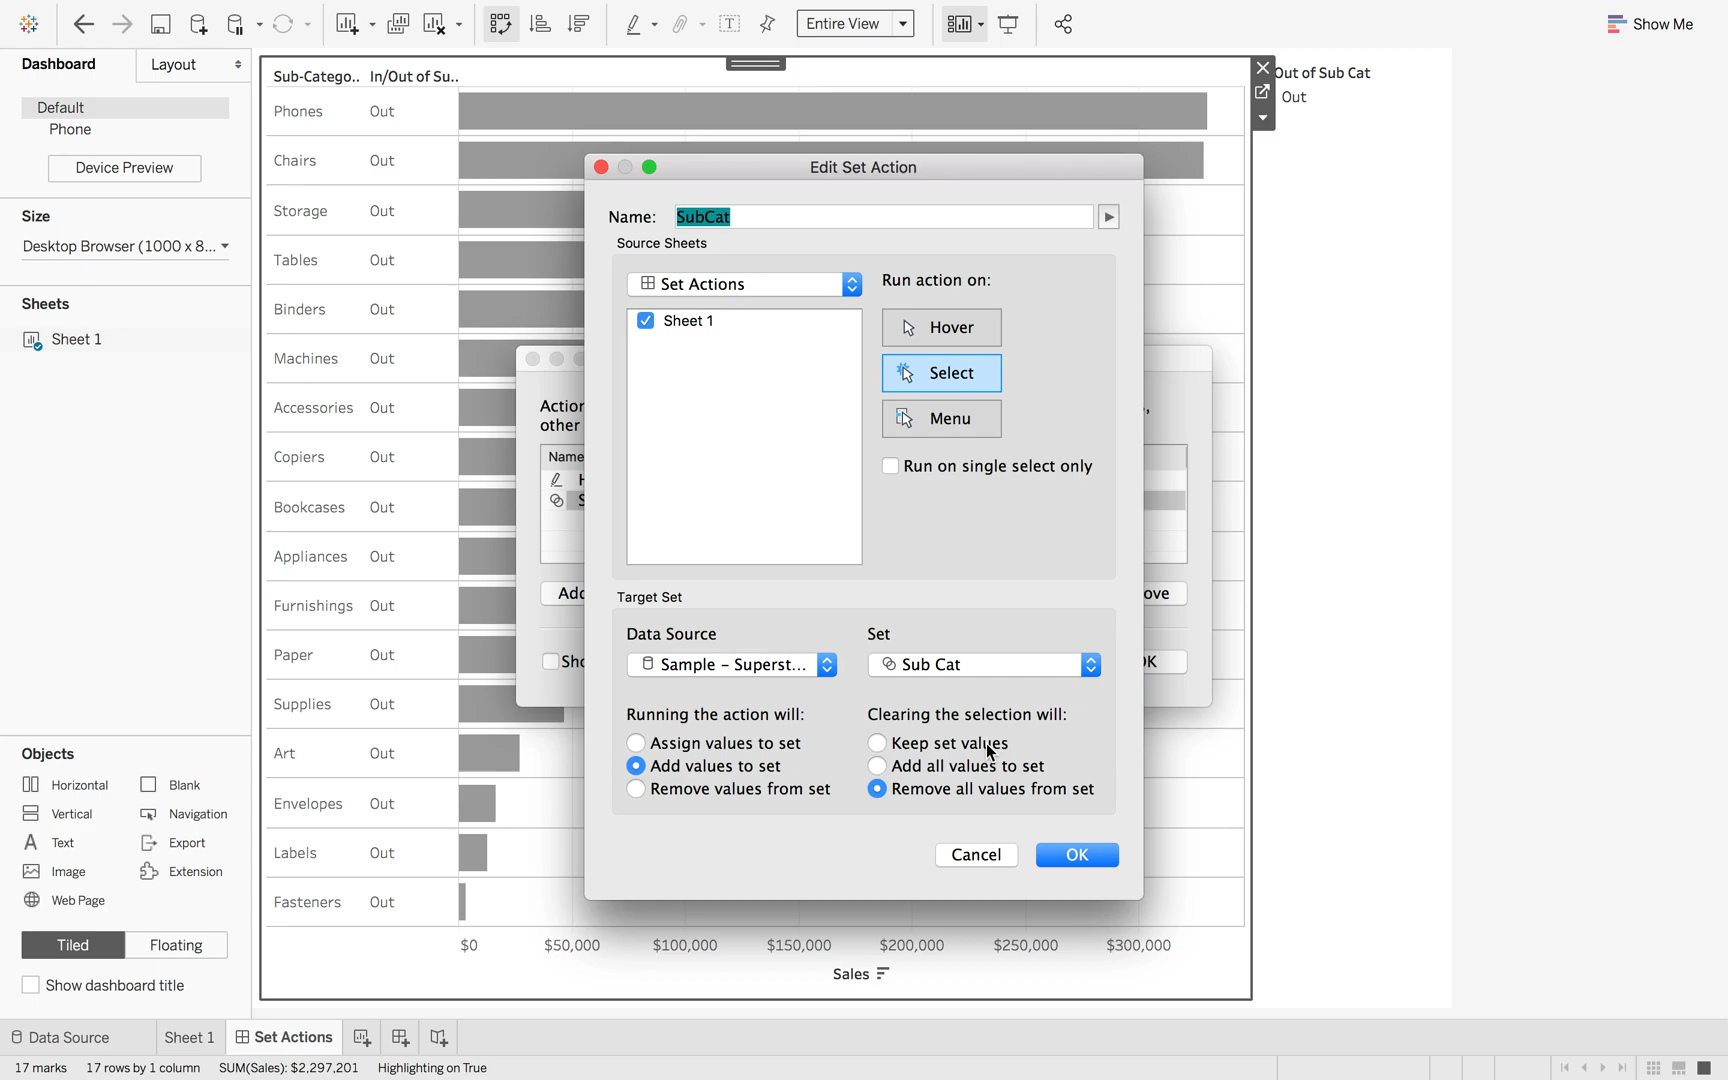 Entire View
Show Me
Dashboard
Layout
Default
Phone
Device Preview
Size
Desktop Browser (1000 x 8...
Sheets
Sheet 1
Objects
Horizontal
Blank
Vertical
Navigation
Text
Export
Image
Extension
Web Page
Tiled
Floating
Show dashboard title
Sub-Catego.. In/Out of Su..
Phones Out
Chairs Out
Storage Out
Tables Out
Binders Out
Machines Out
Accessories Out
Copiers Out
Bookcases Out
Appliances Out
Furnishings Out
Paper Out
Supplies Out
Art Out
Envelopes Out
Labels Out
Fasteners Out
$0 $50,000 $100,000 $150,000 $200,000 $250,000 $300,000
Sales
Out of Sub Cat
Out
Edit Set Action
Name: SubCat
Source Sheets
Set Actions
Sheet 1
Run action on:
Hover
Select
Menu
Run on single select only
Target Set
Data Source
Sample – Superst...
Set
Sub Cat
Running the action will:
Assign values to set
Add values to set
Remove values from set
Clearing the selection will:
Keep set values
Add all values to set
Remove all values from set
Cancel
OK
other
Name
Data Source
Sheet 1
Set Actions
17 marks 17 rows by 1 column SUM(Sales): $2,297,201 Highlighting on True